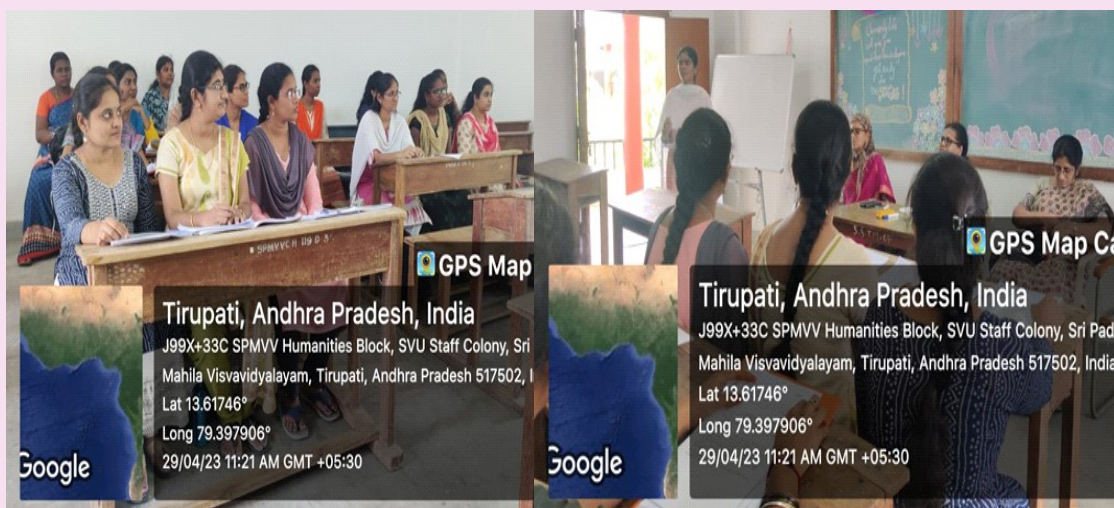 SPMVVC H 119 D 3
GPS Map
Tirupati, Andhra Pradesh, India
J99X+33C SPMVV Humanities Block, SVU Staff Colony, Sri
Mahila Visvavidyalayam, Tirupati, Andhra Pradesh 517502, I
Lat 13.61746°
Long 79.397906°
29/04/23 11:21 AM GMT +05:30
Google
GPS Map Ca
Tirupati, Andhra Pradesh, India
J99X+33C SPMVV Humanities Block, SVU Staff Colony, Sri Pad
Mahila Visvavidyalayam, Tirupati, Andhra Pradesh 517502, India
Lat 13.61746°
Long 79.397906°
29/04/23 11:21 AM GMT +05:30
Google